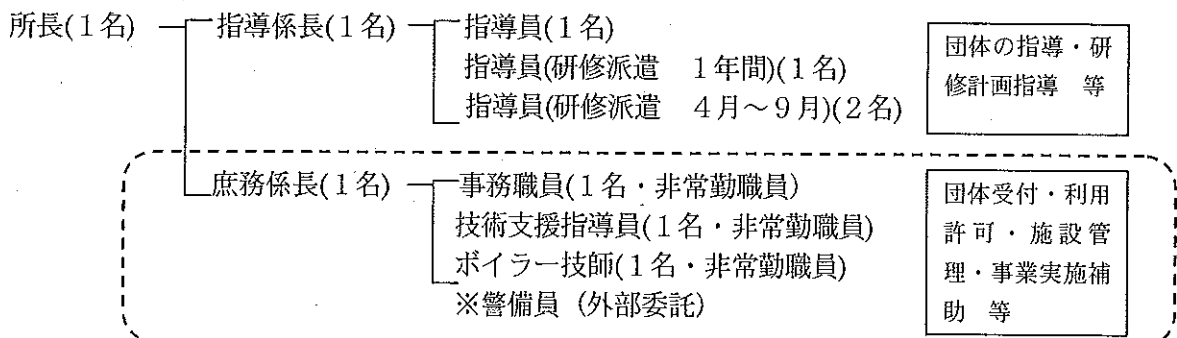 所長(1名)
指導係長(1名)
指導員(1名)
指導員(研修派遣 1年間)(1名)
指導員(研修派遣 4月~9月)(2名)
団体の指導・研
修計画指導 等
庶務係長(1名)
事務職員(1名・非常勤職員)
技術支援指導員(1名・非常勤職員)
ボイラー技師(1名・非常勤職員)
※警備員(外部委託)
団体受付・利用
許可・施設管
理・事業実施補
助 等